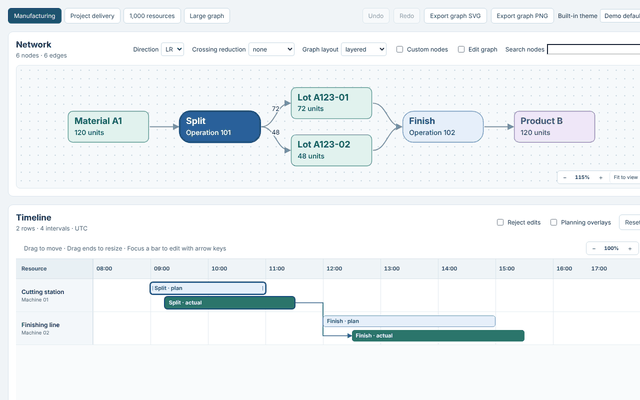 Manufacturing Project delivery 1,000 resources Large graph Undo Redo Export graph SVG Export graph PNG Built-in theme Demo defau
Network
6 nodes · 6 edges
Direction LR Crossing reduction none Graph layout layered Custom nodes Edit graph Search nodes
Material A1
120 units
Split
Operation 101
72
48
Lot A123-01
72 units
Lot A123-02
48 units
Finish
Operation 102
Product B
120 units
− 115% + Fit to view
Timeline
2 rows · 4 intervals · UTC
Reject edits Planning overlays Reset
Drag to move · Drag ends to resize · Focus a bar to edit with arrow keys
− 100% +
Resource 08:00 09:00 10:00 11:00 12:00 13:00 14:00 15:00 16:00 17:00
Cutting station
Machine 01
Split · plan
Split · actual
Finishing line
Machine 02
Finish · plan
Finish · actual